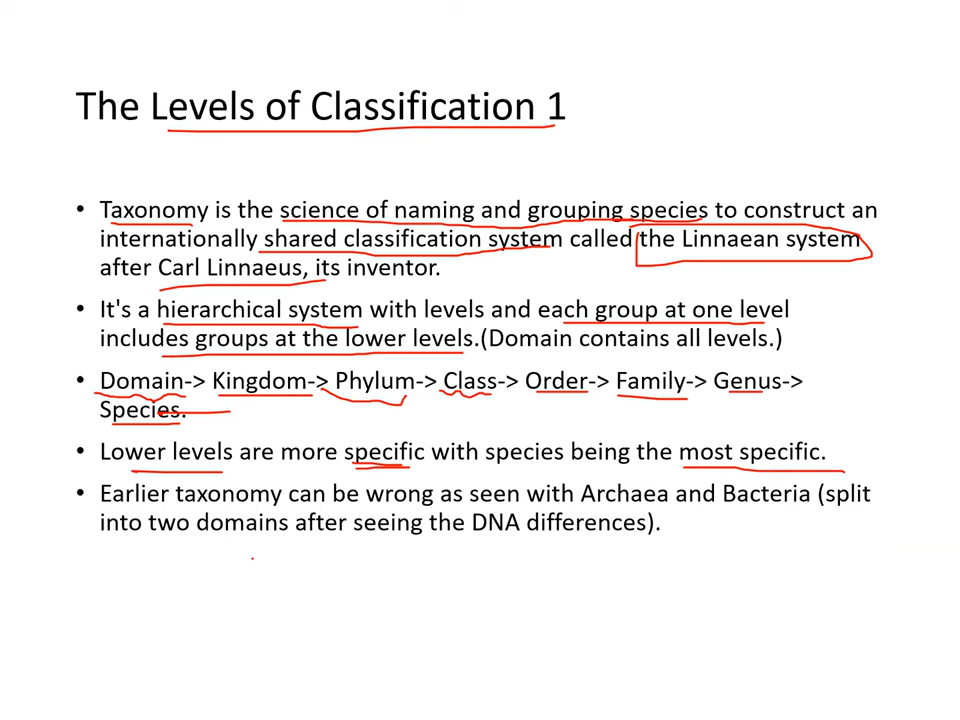 The Levels of Classification 1
• Taxonomy is the science of naming and grouping species to construct an
internationally shared classification system called the Linnaean system
after Carl Linnaeus, its inventor.
• It's a hierarchical system with levels and each group at one level
includes groups at the lower levels.(Domain contains all levels.)
• Domain-> Kingdom-> Phylum-> Class-> Order-> Family-> Genus->
Species.
• Lower levels are more specific with species being the most specific.
• Earlier taxonomy can be wrong as seen with Archaea and Bacteria (split
into two domains after seeing the DNA differences).